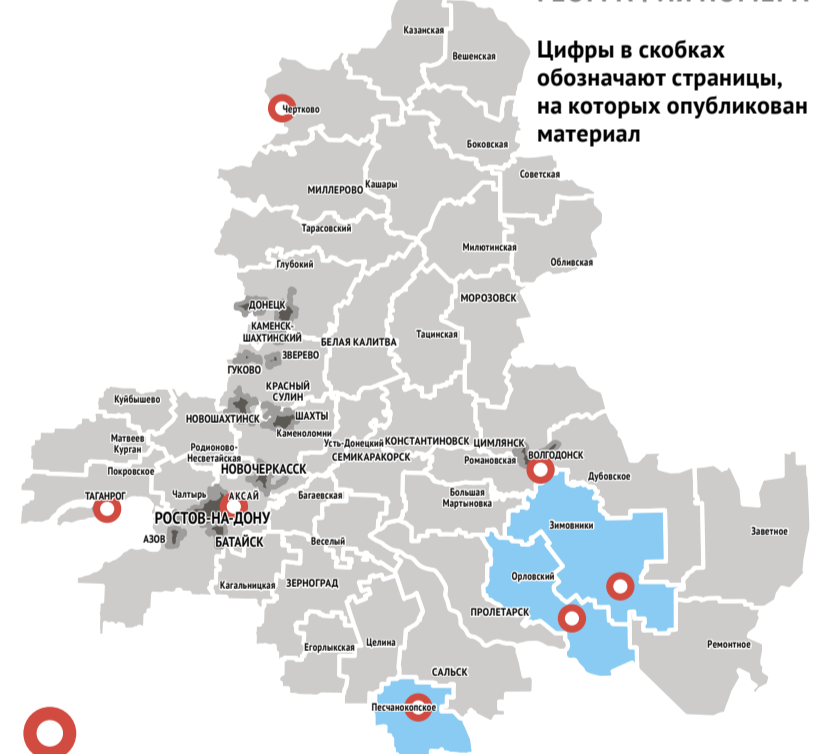 ГЕОГРАФИЯ НОМЕРА
Цифры в скобках
обозначают страницы,
на которых опубликован
материал
Казанская
Вешенская
Чертково
Боковская
Советская
МИЛЛЕРОВО
Кашары
Тарасовский
Милютинская
Обливская
Глубокий
МОРОЗОВСК
ДОНЕЦК
КАМЕНСК-
ШАХТИНСКИЙ
БЕЛАЯ КАЛИТВА
Тацинская
ЗВЕРЕВО
ГУКОВО
КРАСНЫЙ
СУЛИН
Куйбышево
НОВОШАХТИНСК
ШАХТЫ
Каменоломни
Матвеев
Курган
Родионово-
Несветайская
Усть-Донецкий
КОНСТАНТИНОВСК
ЦИМЛЯНСК
СЕМИКАРАКОРСК
Романовская
ВОЛГОДОНСК
Покровское
НОВОЧЕРКАССК
Дубовское
ТАГАНРОГ
Чалтырь
АКСАЙ
Багаевская
Большая
Мартыновка
РОСТОВ-НА-ДОНУ
Зимовники
Заветное
АЗОВ
БАТАЙСК
Веселый
Кагальницкая
ЗЕРНОГРАД
Орловский
ПРОЛЕТАРСК
Егорлыкская
Целина
Ремонтное
САЛЬСК
Песчанокопское